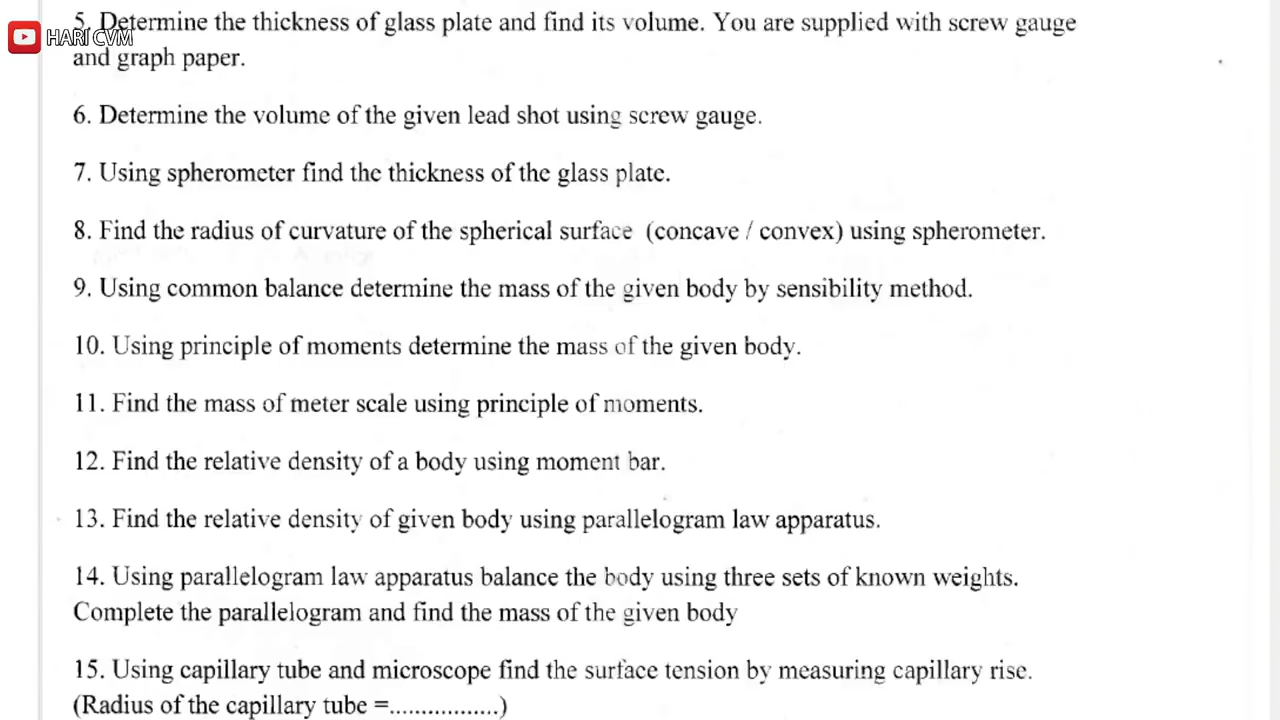 HARI CVM
5. Determine the thickness of glass plate and find its volume. You are supplied with screw gauge
and graph paper.
6. Determine the volume of the given lead shot using screw gauge.
7. Using spherometer find the thickness of the glass plate.
8. Find the radius of curvature of the spherical surface (concave / convex) using spherometer.
9. Using common balance determine the mass of the given body by sensibility method.
10. Using principle of moments determine the mass of the given body.
11. Find the mass of meter scale using principle of moments.
12. Find the relative density of a body using moment bar.
13. Find the relative density of given body using parallelogram law apparatus.
14. Using parallelogram law apparatus balance the body using three sets of known weights.
Complete the parallelogram and find the mass of the given body
15. Using capillary tube and microscope find the surface tension by measuring capillary rise.
(Radius of the capillary tube =.................)